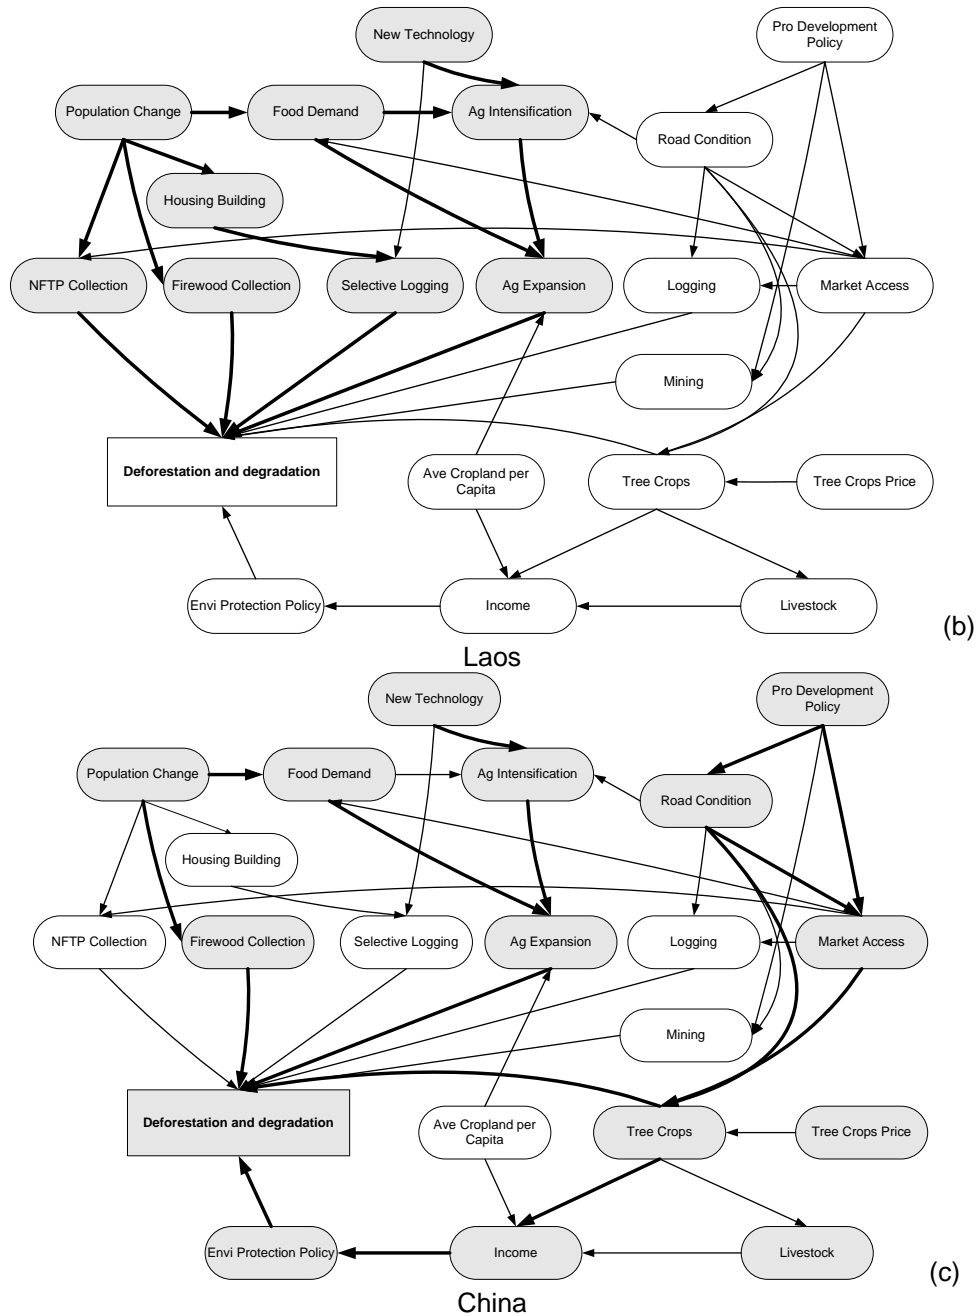 New Technology
Pro Development
Policy
Population Change
Food Demand
Ag Intensification
Road Condition
Housing Building
NFTP Collection
Firewood Collection
Selective Logging
Ag Expansion
Logging
Market Access
Mining
Deforestation and degradation
Ave Cropland per
Capita
Tree Crops
Tree Crops Price
Envi Protection Policy
Income
Livestock
(b)
Laos
New Technology
Pro Development
Policy
Population Change
Food Demand
Ag Intensification
Road Condition
Housing Building
NFTP Collection
Firewood Collection
Selective Logging
Ag Expansion
Logging
Market Access
Mining
Deforestation and degradation
Ave Cropland per
Capita
Tree Crops
Tree Crops Price
Envi Protection Policy
Income
Livestock
(c)
China